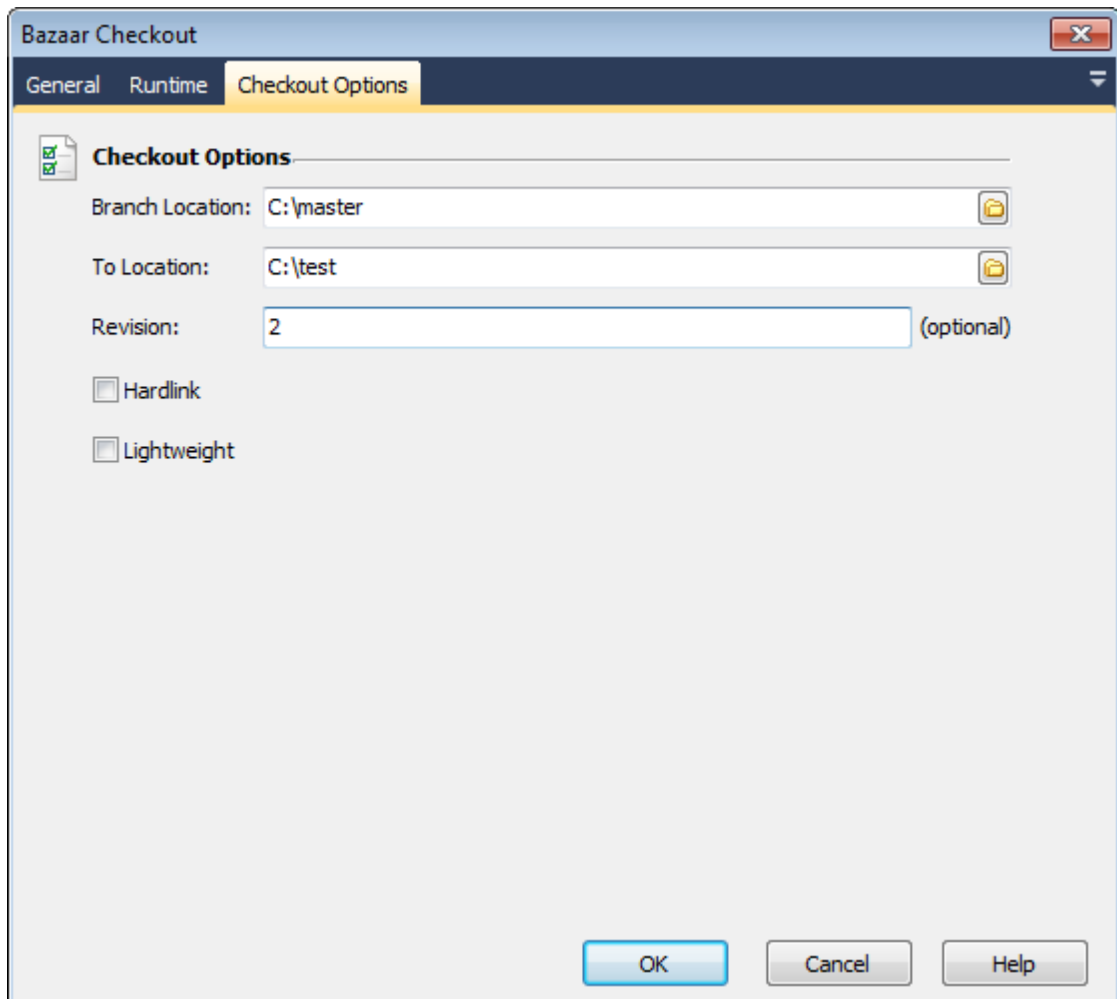 Bazaar Checkout
General Runtime Checkout Options
Checkout Options
Branch Location: C:\master
To Location: C:\test
Revision: 2 (optional)
Hardlink
Lightweight
OK Cancel Help